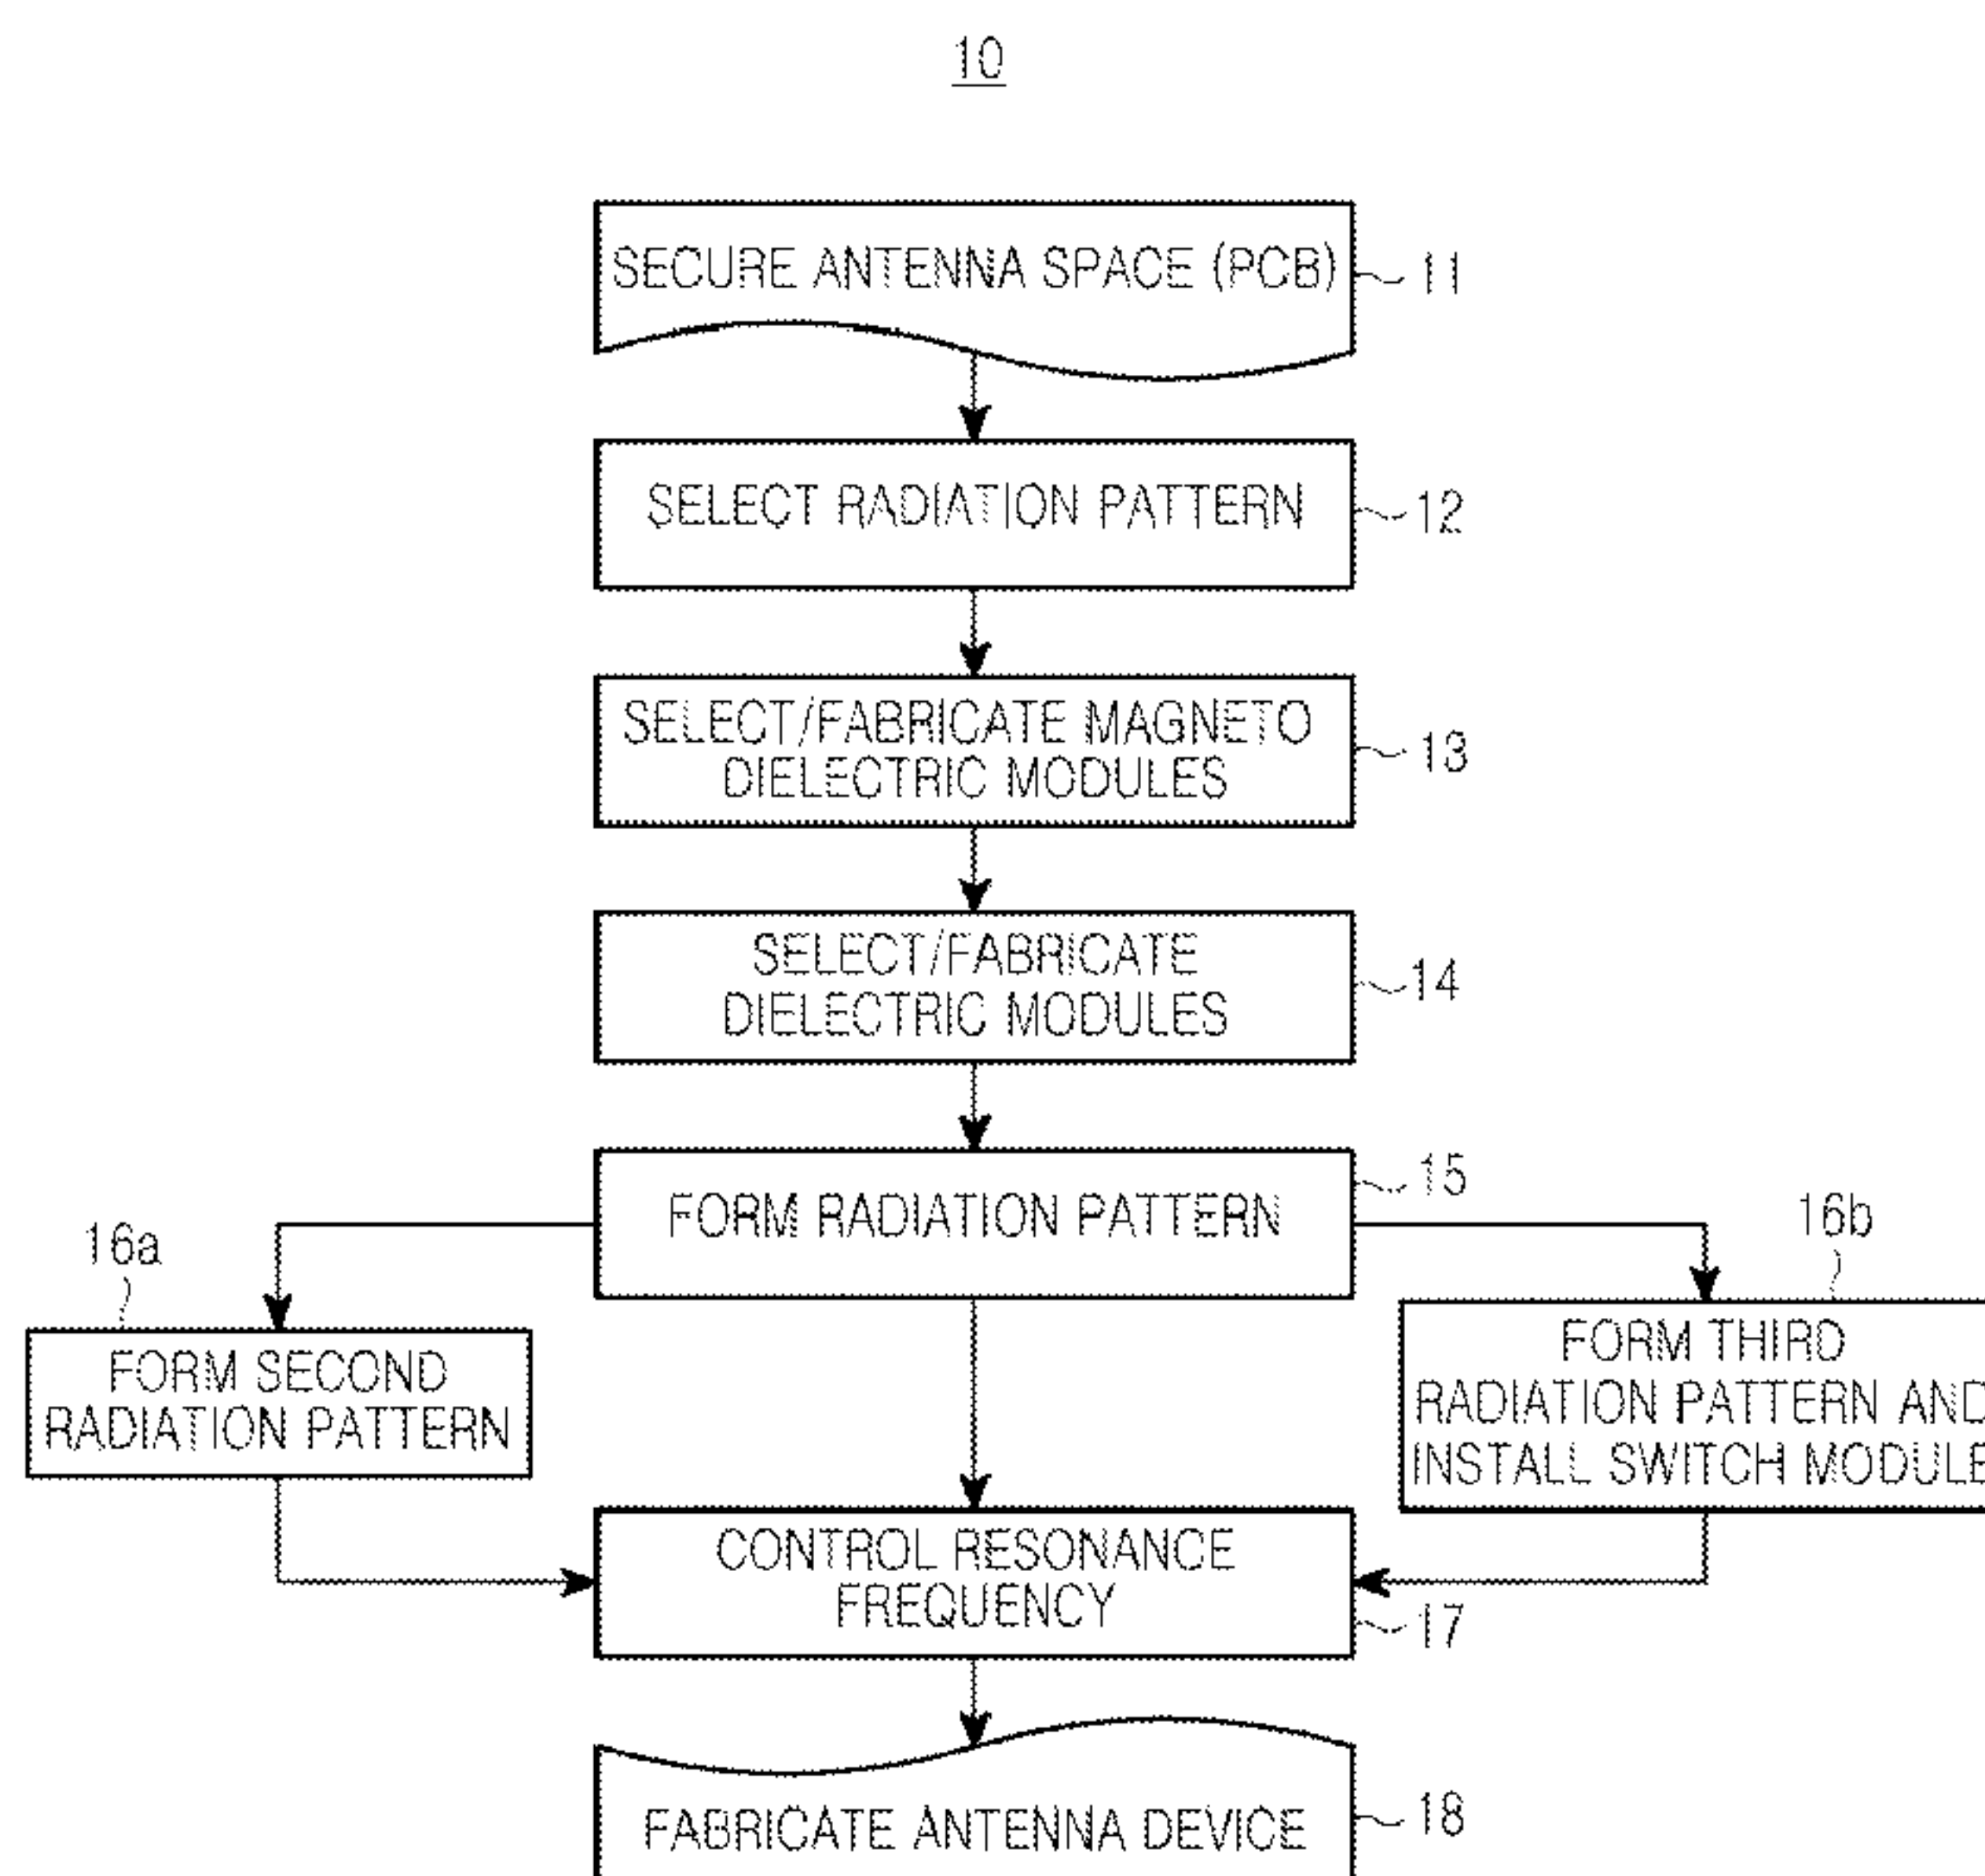 10
SECURE ANTENNA SPACE (PCB)
11
SELECT RADIATION PATTERN
12
SELECT/FABRICATE MAGNETO
DIELECTRIC MODULES
13
SELECT/FABRICATE
DIELECTRIC MODULES
14
FORM RADIATION PATTERN
15
16a
FORM SECOND
RADIATION PATTERN
16b
FORM THIRD
RADIATION PATTERN AND
INSTALL SWITCH MODULE
CONTROL RESONANCE
FREQUENCY
17
FABRICATE ANTENNA DEVICE
18